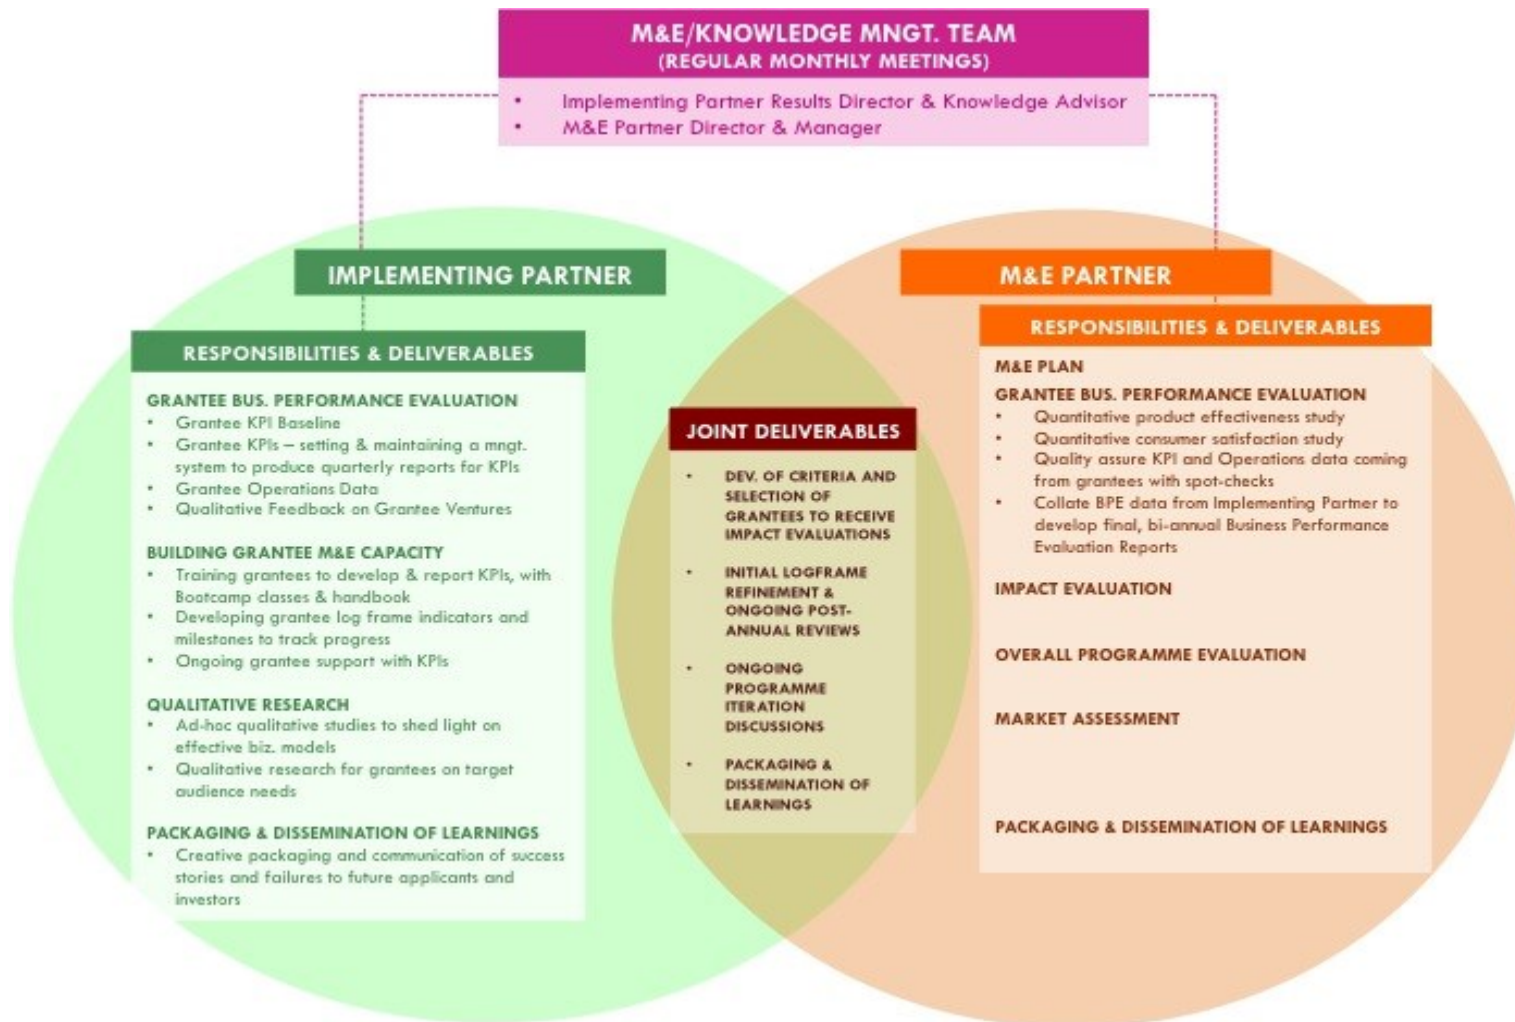 M&E/KNOWLEDGE MNGT. TEAM
(REGULAR MONTHLY MEETINGS)
• Implementing Partner Results Director & Knowledge Advisor
• M&E Partner Director & Manager
IMPLEMENTING PARTNER
RESPONSIBILITIES & DELIVERABLES
GRANTEE BUS. PERFORMANCE EVALUATION
• Grantee KPI Baseline
• Grantee KPIs – setting & maintaining a mngt.
system to produce quarterly reports for KPIs
• Grantee Operations Data
• Qualitative Feedback on Grantee Ventures
BUILDING GRANTEE M&E CAPACITY
• Training grantees to develop & report KPIs, with
Bootcamp classes & handbook
• Developing grantee log frame indicators and
milestones to track progress
• Ongoing grantee support with KPIs
QUALITATIVE RESEARCH
• Ad-hoc qualitative studies to shed light on
effective biz. models
• Qualitative research for grantees on target
audience needs
PACKAGING & DISSEMINATION OF LEARNINGS
• Creative packaging and communication of success
stories and failures to future applicants and
investors
JOINT DELIVERABLES
• DEV. OF CRITERIA AND
SELECTION OF
GRANTEES TO RECEIVE
IMPACT EVALUATIONS
• INITIAL LOGFRAME
REFINEMENT &
ONGOING POST-
ANNUAL REVIEWS
• ONGOING
PROGRAMME
ITERATION
DISCUSSIONS
• PACKAGING &
DISSEMINATION OF
LEARNINGS
M&E PARTNER
RESPONSIBILITIES & DELIVERABLES
M&E PLAN
GRANTEE BUS. PERFORMANCE EVALUATION
• Quantitative product effectiveness study
• Quantitative consumer satisfaction study
• Quality assure KPI and Operations data coming
from grantees with spot-checks
• Collate BPE data from Implementing Partner to
develop final, bi-annual Business Performance
Evaluation Reports
IMPACT EVALUATION
OVERALL PROGRAMME EVALUATION
MARKET ASSESSMENT
PACKAGING & DISSEMINATION OF LEARNINGS